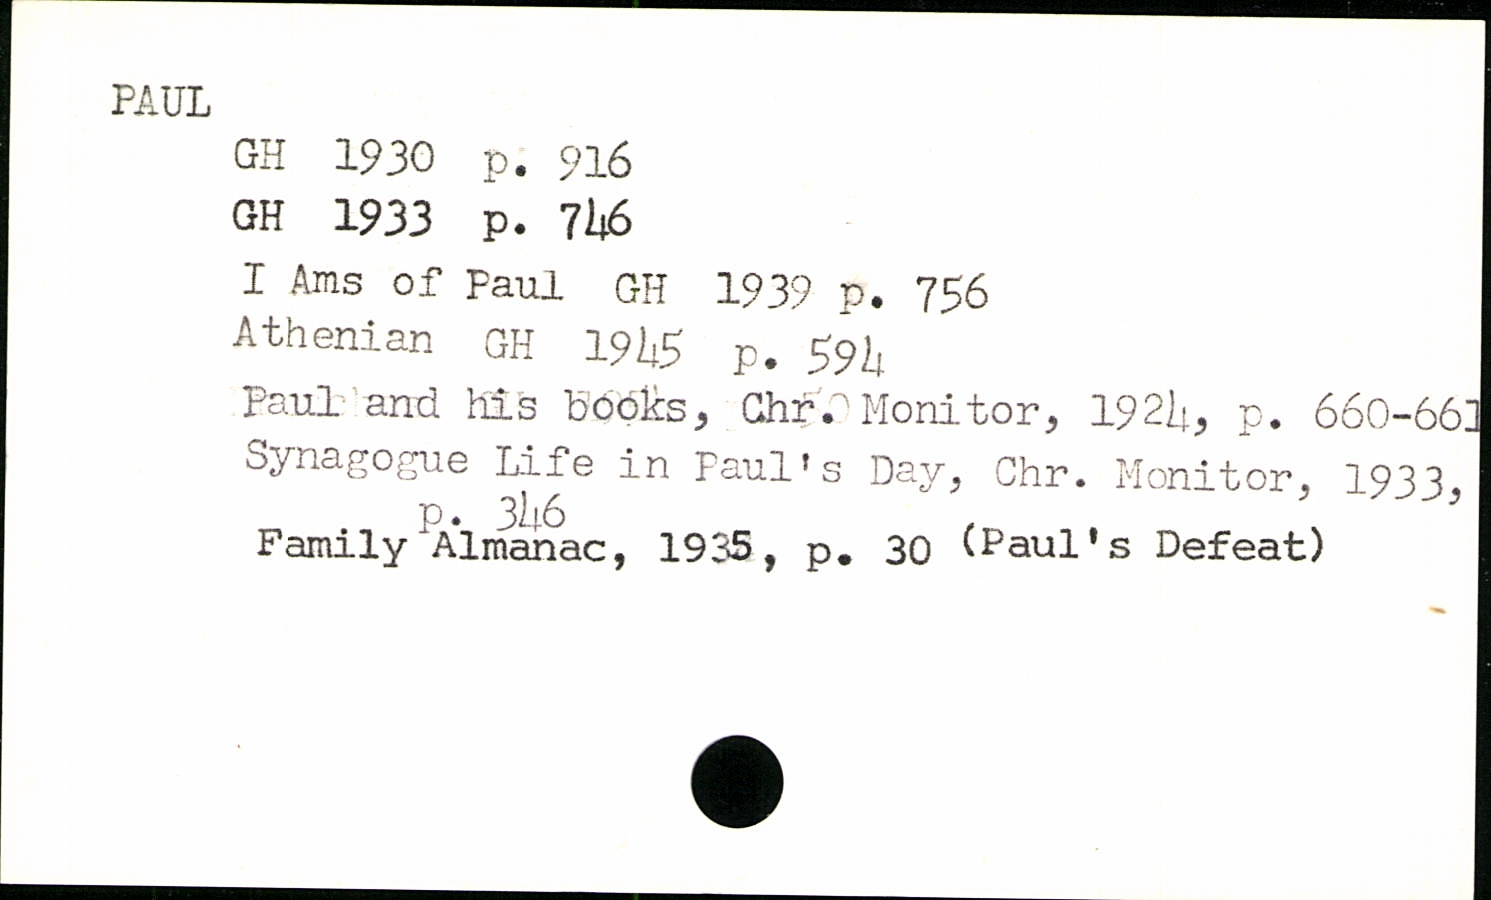 PAUL
GH 1930 p. 916
GH 1933 p. 746
I Ams of Paul GH 1939 p. 756
Athenian GH 1945 p. 594
Paul and his books, Chr. Monitor, 1924, p. 660-661
Synagogue Life in Paul's Day, Chr. Monitor, 1933,
p. 346
Family Almanac, 1935, p. 30 (Paul's Defeat)